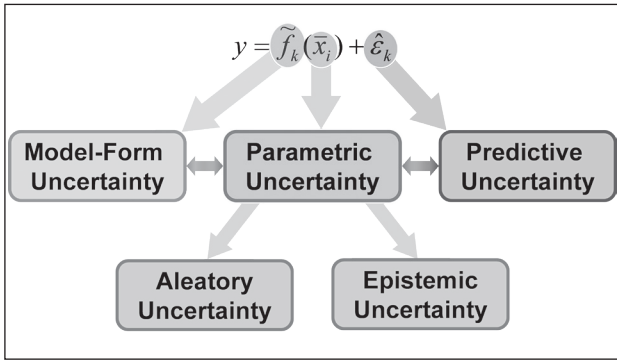 y = f̃ₖ(x̄ᵢ) + ε̂ₖ
Model-Form
Uncertainty
Parametric
Uncertainty
Predictive
Uncertainty
Aleatory
Uncertainty
Epistemic
Uncertainty